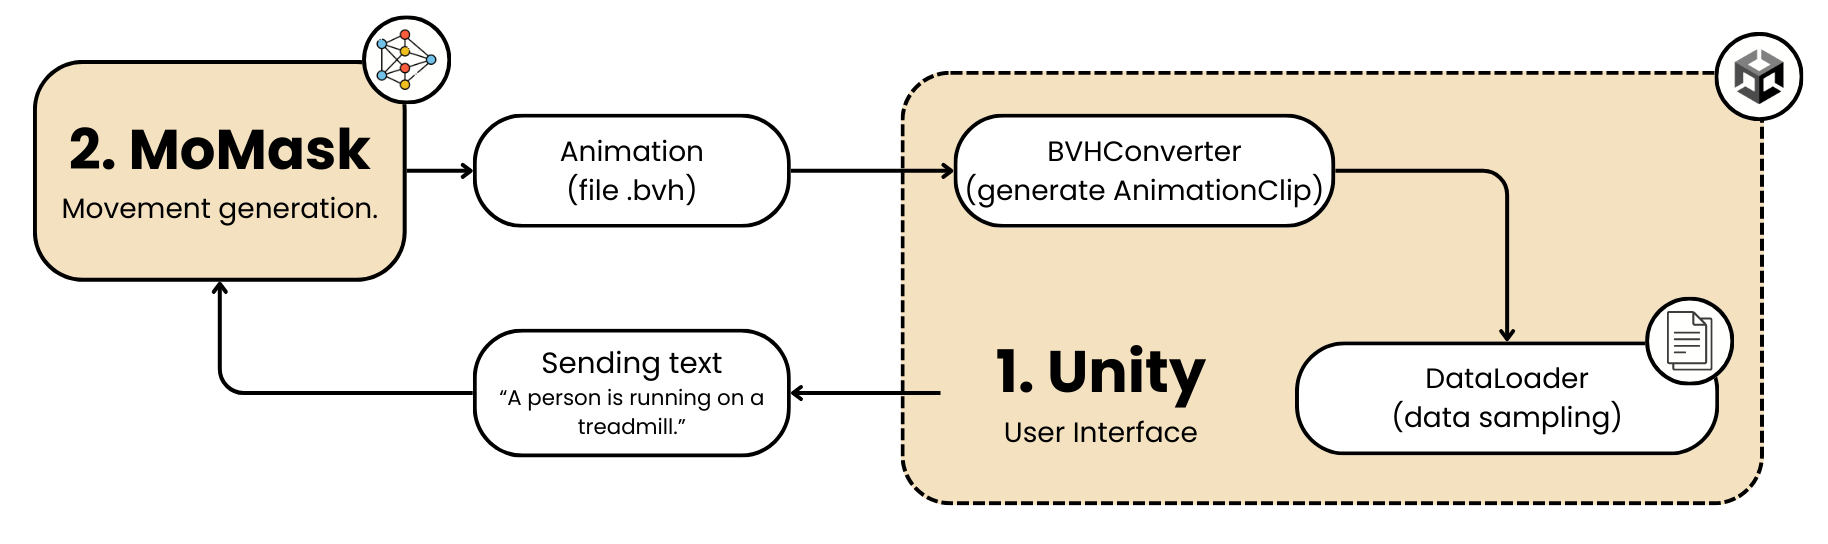 2. MoMask
Movement generation.
Animation
(file .bvh)
BVHConverter
(generate AnimationClip)
Sending text
“A person is running on a
treadmill.”
1. Unity
User Interface
DataLoader
(data sampling)